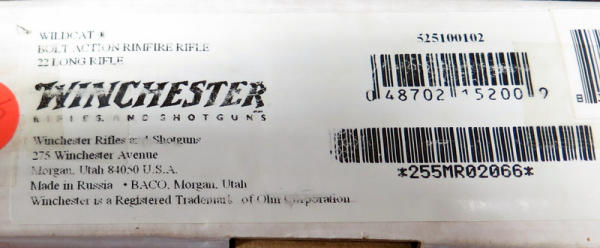 WILDCAT ®
BOLT ACTION RIMFIRE RIFLE
22 LONG RIFLE
WINCHESTER
RIFLES AND SHOTGUNS
Winchester Rifles and Shotguns
275 Winchester Avenue
Morgan, Utah 84050 U.S.A.
Made in Russia • BACO, Morgan, Utah
Winchester is a Registered Trademark of Olin Corporation
525100102
0 48702 15200 9
*255MR02066*